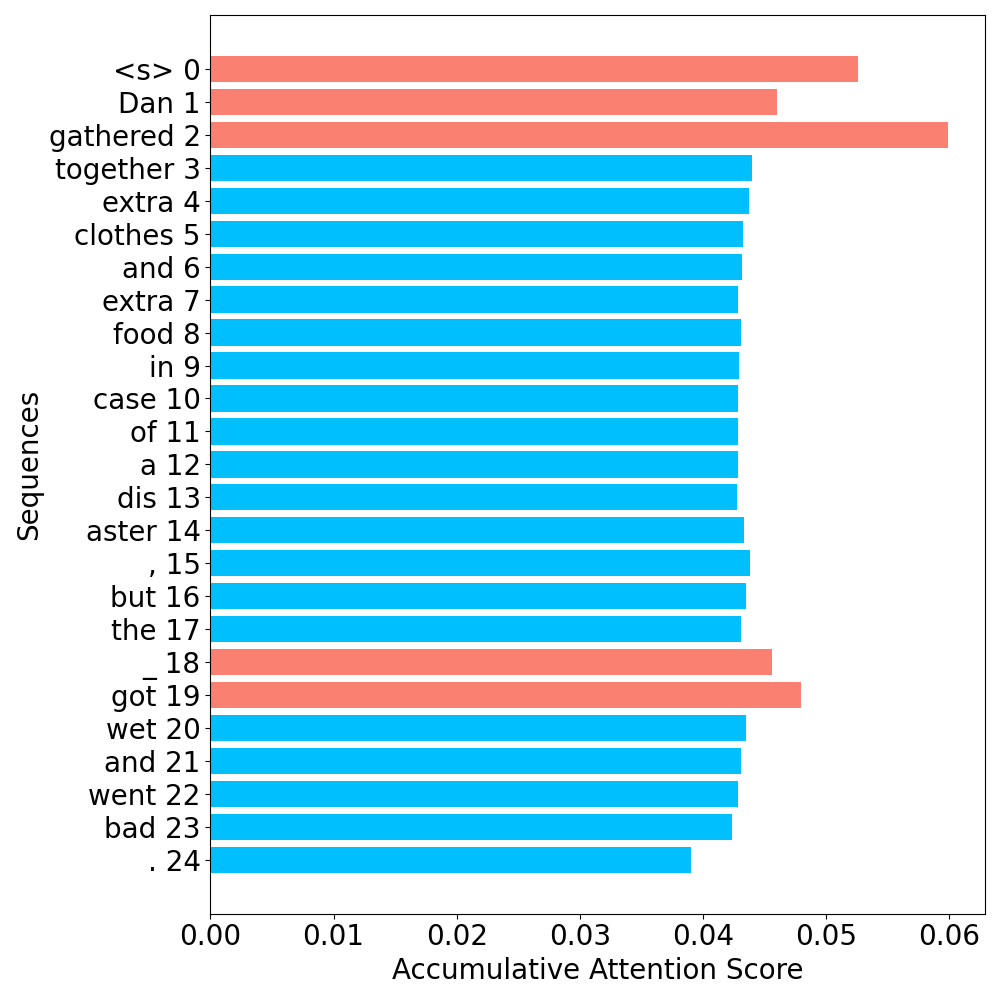 <s> 0
Dan 1
gathered 2
together 3
extra 4
clothes 5
and 6
extra 7
food 8
in 9
case 10
of 11
a 12
dis 13
aster 14
, 15
but 16
the 17
_ 18
got 19
wet 20
and 21
went 22
bad 23
. 24
Sequences
0.00 0.01 0.02 0.03 0.04 0.05 0.06
Accumulative Attention Score